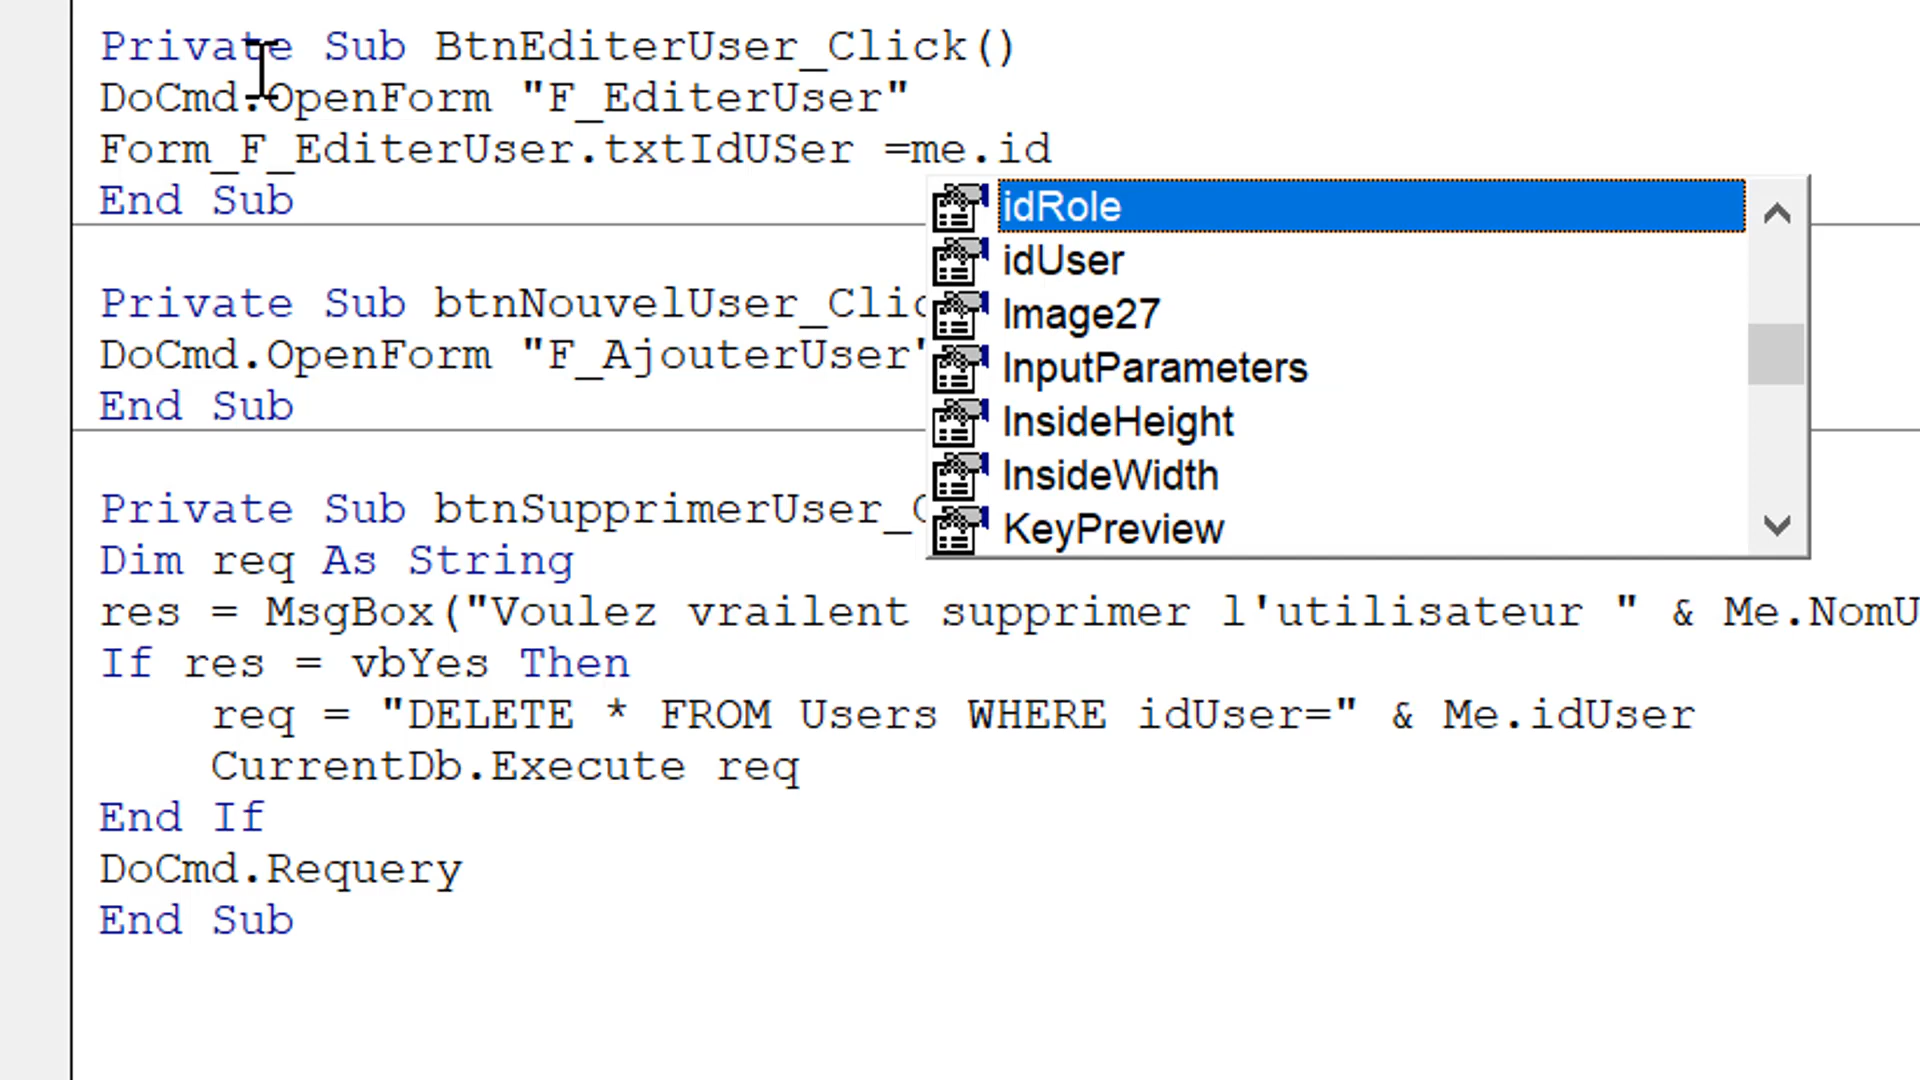 Private Sub BtnEditerUser_Click()
DoCmd.OpenForm "F_EditerUser"
Form_F_EditerUser.txtIdUSer =me.id
End Sub
idRole
idUser
Image27
InputParameters
InsideHeight
InsideWidth
KeyPreview
Private Sub btnNouvelUser_Clic
DoCmd.OpenForm "F_AjouterUser"
End Sub
Private Sub btnSupprimerUser_C
Dim req As String
res = MsgBox("Voulez vrailent supprimer l'utilisateur " & Me.NomU
If res = vbYes Then
req = "DELETE * FROM Users WHERE idUser=" & Me.idUser
CurrentDb.Execute req
End If
DoCmd.Requery
End Sub